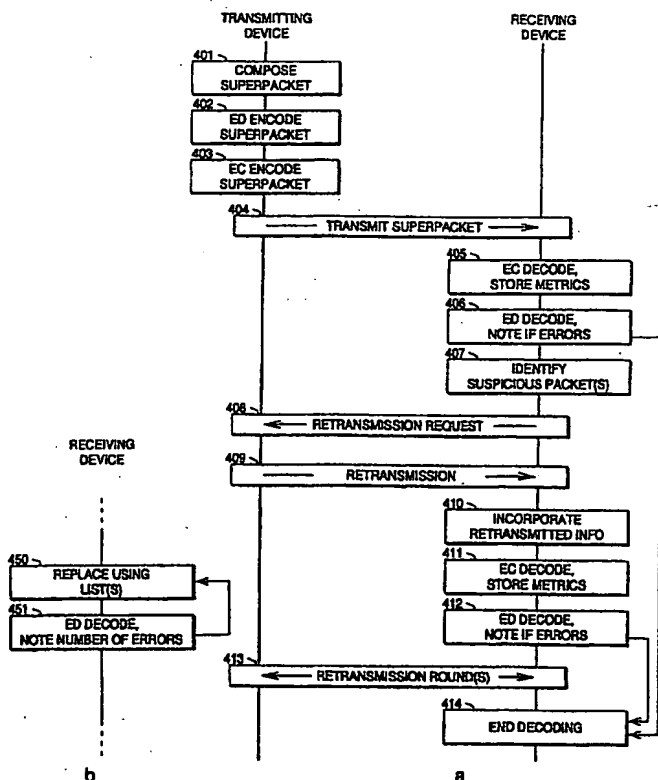 TRANSMITTING
DEVICE
RECEIVING
DEVICE
401
COMPOSE
SUPERPACKET
402
ED ENCODE
SUPERPACKET
403
EC ENCODE
SUPERPACKET
404
TRANSMIT SUPERPACKET
405
EC DECODE,
STORE METRICS
406
ED DECODE,
NOTE IF ERRORS
407
IDENTIFY
SUSPICIOUS PACKET(S)
408
RETRANSMISSION REQUEST
RECEIVING
DEVICE
409
RETRANSMISSION
410
INCORPORATE
RETRANSMITTED INFO
450
REPLACE USING
LIST(S)
411
EC DECODE,
STORE METRICS
451
ED DECODE,
NOTE NUMBER OF ERRORS
412
ED DECODE,
NOTE IF ERRORS
413
RETRANSMISSION ROUND(S)
414
END DECODING
b
a